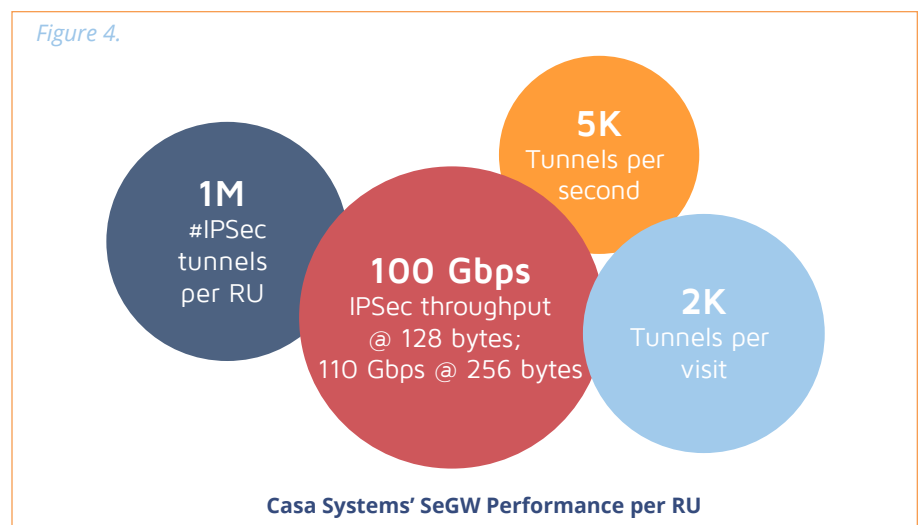 Figure 4.
1M
#IPSec
tunnels
per RU
100 Gbps
IPSec throughput
@ 128 bytes;
110 Gbps @ 256 bytes
5K
Tunnels per
second
2K
Tunnels per
visit
Casa Systems’ SeGW Performance per RU